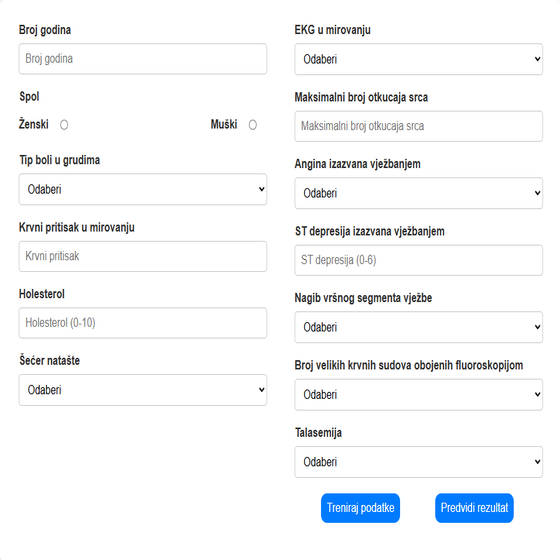 Broj godina
Broj godina
Spol
Ženski
Muški
Tip boli u grudima
Odaberi
Krvni pritisak u mirovanju
Krvni pritisak
Holesterol
Holesterol (0-10)
Šećer natašte
Odaberi
EKG u mirovanju
Odaberi
Maksimalni broj otkucaja srca
Maksimalni broj otkucaja srca
Angina izazvana vježbanjem
Odaberi
ST depresija izazvana vježbanjem
ST depresija (0-6)
Nagib vršnog segmenta vježbe
Odaberi
Broj velikih krvnih sudova obojenih fluoroskopijom
Odaberi
Talasemija
Odaberi
Treniraj podatke
Predvidi rezultat